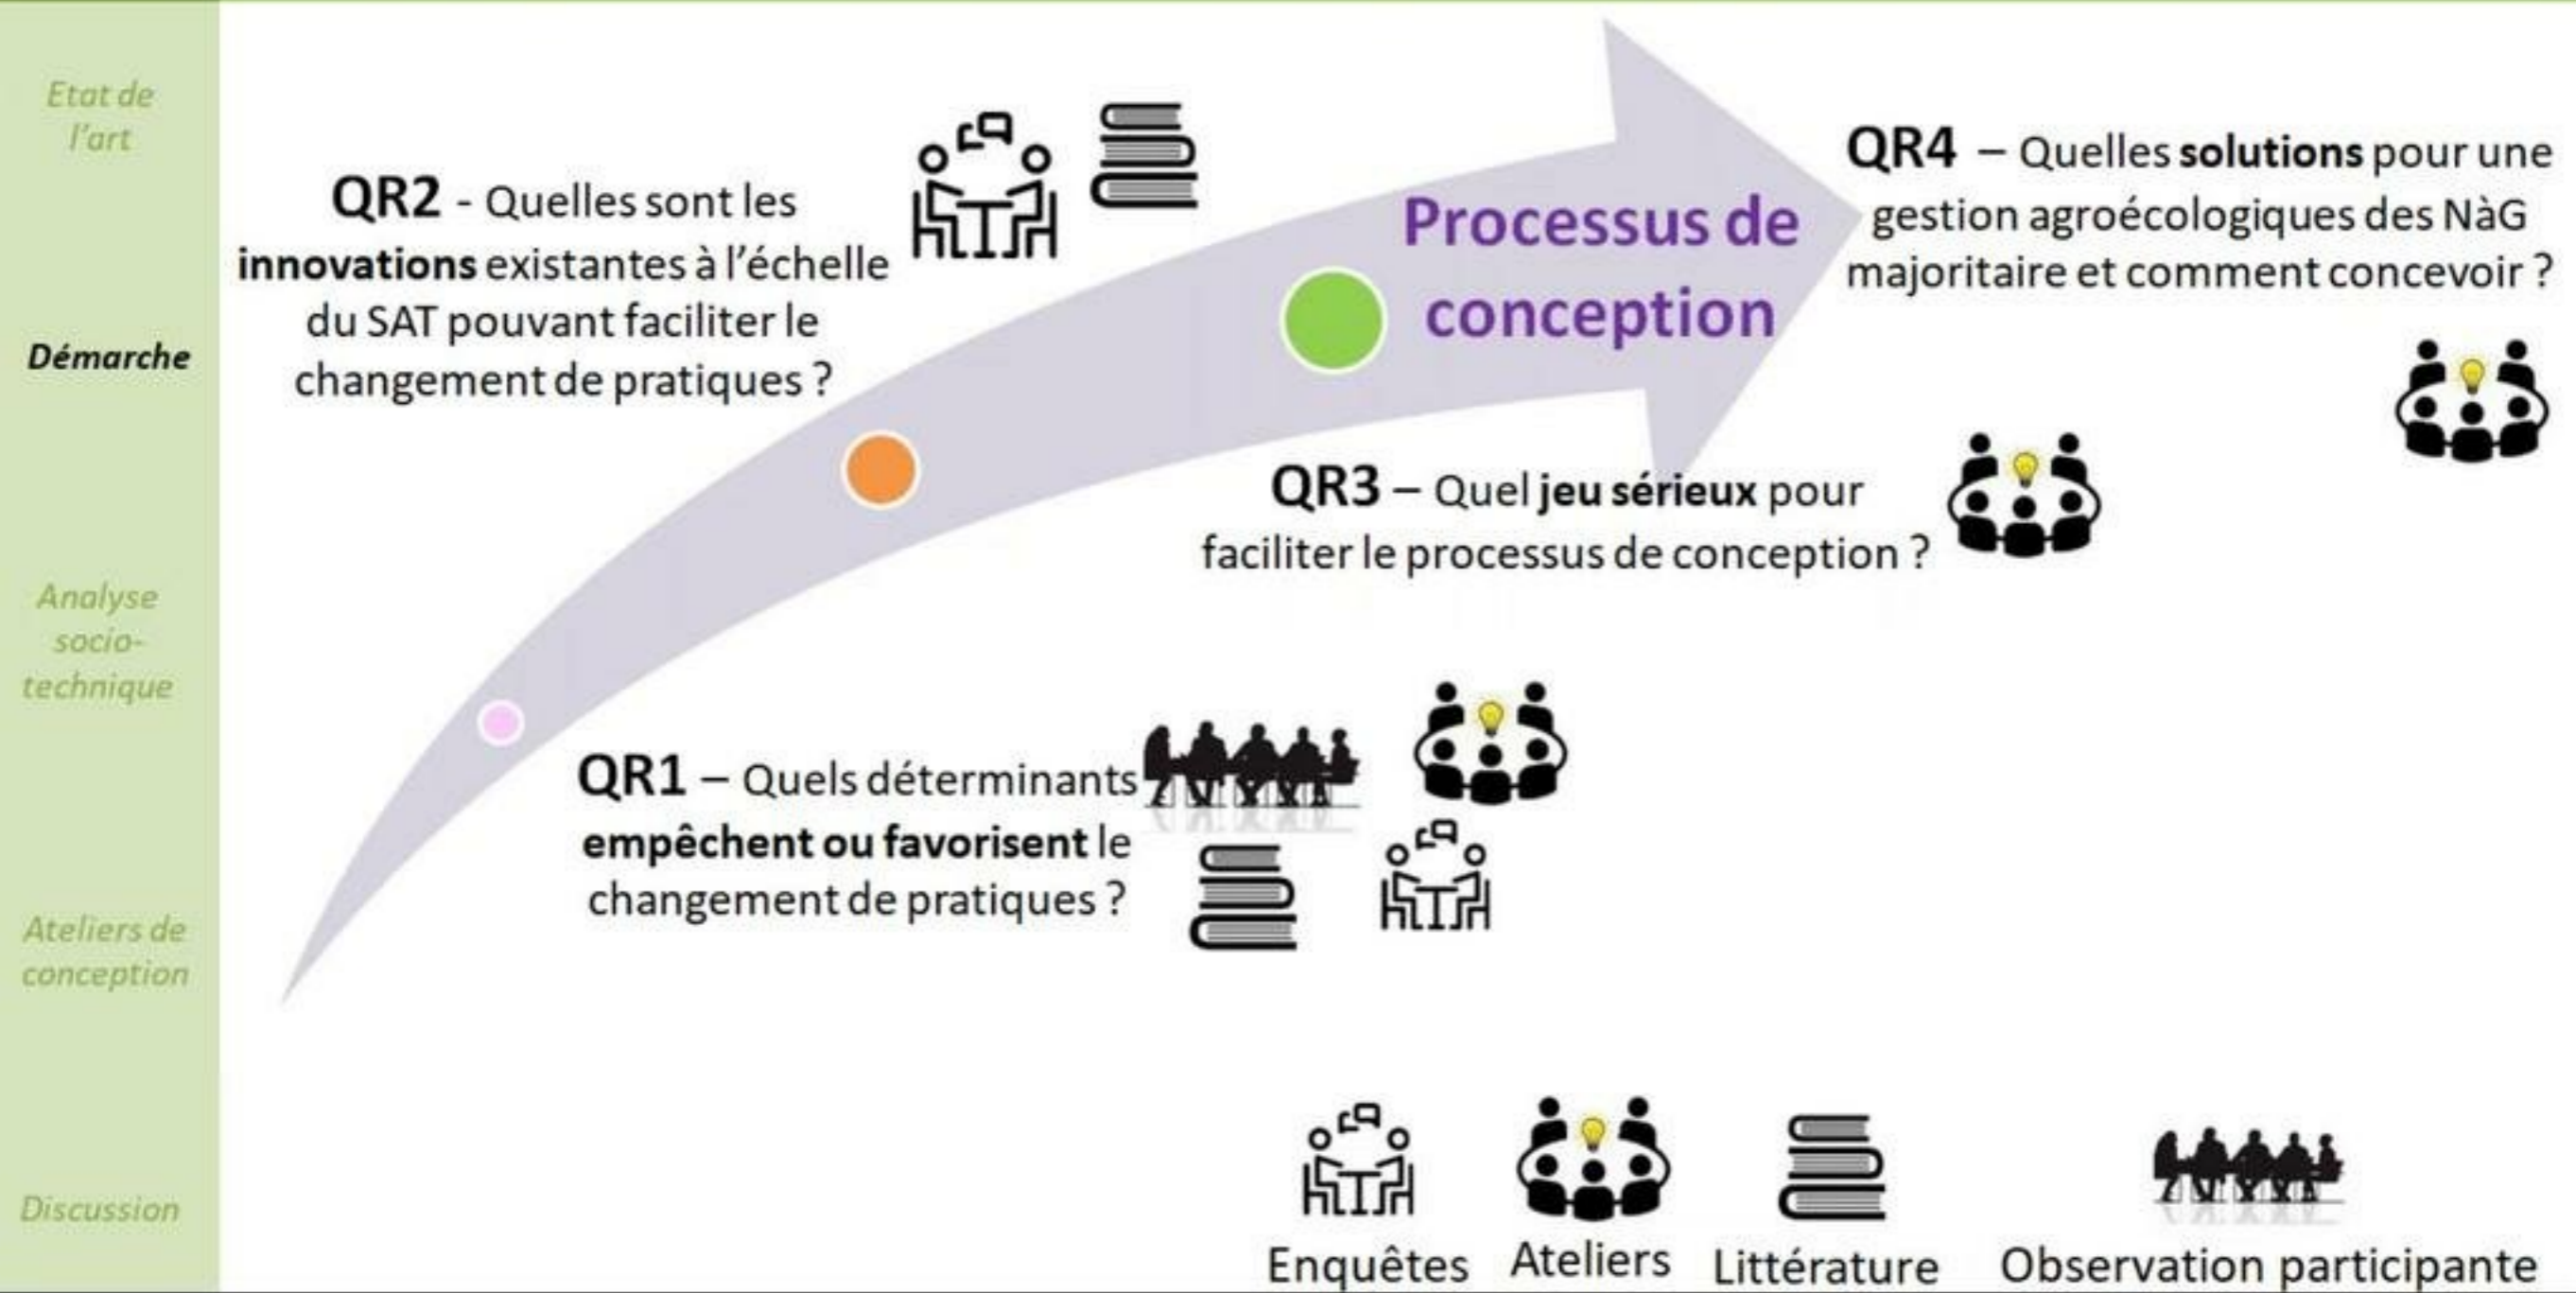 Etat de
l'art
Démarche
Analyse
socio-
technique
Ateliers de
conception
Discussion
QR2 - Quelles sont les
innovations existantes à l'échelle
du SAT pouvant faciliter le
changement de pratiques ?
Processus de
conception
QR4 – Quelles solutions pour une
gestion agroécologiques des NàG
majoritaire et comment concevoir ?
QR3 – Quel jeu sérieux pour
faciliter le processus de conception ?
QR1 – Quels déterminants
empêchent ou favorisent le
changement de pratiques ?
Enquêtes
Ateliers
Littérature
Observation participante